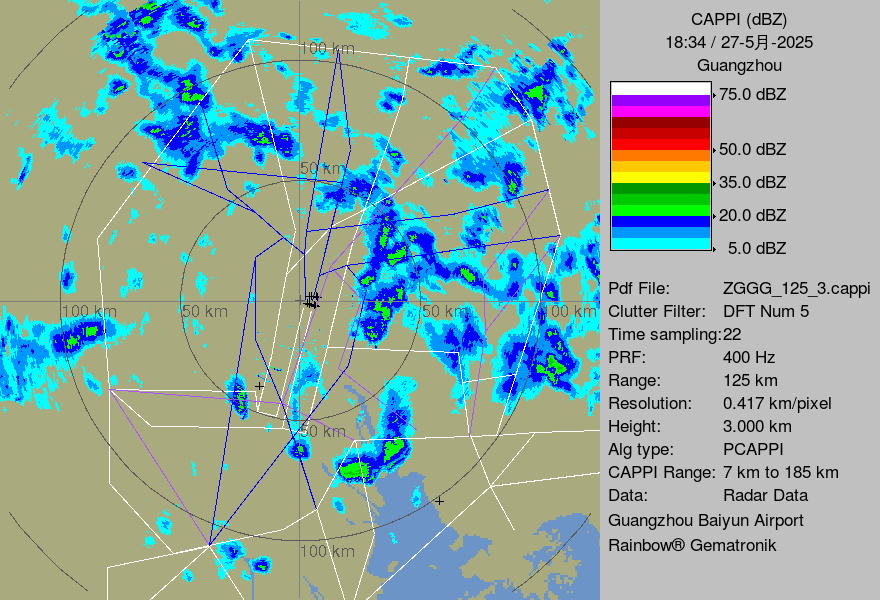 CAPPI (dBZ)
18:34 / 27-5月-2025
Guangzhou
75.0 dBZ
50.0 dBZ
35.0 dBZ
20.0 dBZ
5.0 dBZ
Pdf File: ZGGG_125_3.cappi
Clutter Filter: DFT Num 5
Time sampling:22
PRF: 400 Hz
Range: 125 km
Resolution: 0.417 km/pixel
Height: 3.000 km
Alg type: PCAPPI
CAPPI Range: 7 km to 185 km
Data: Radar Data
Guangzhou Baiyun Airport
Rainbow® Gematronik
100 km
50 km
100 km
50 km
50 km
100 km
50 km
100 km